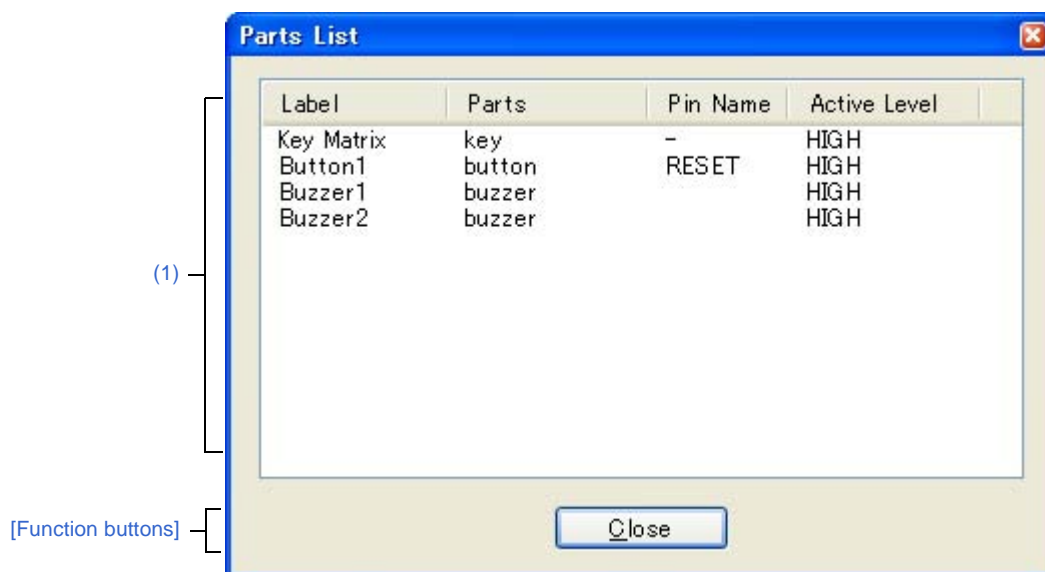 Parts List
Label Parts Pin Name Active Level
Key Matrix key - HIGH
Button1 button RESET HIGH
Buzzer1 buzzer HIGH
Buzzer2 buzzer HIGH
(1)
[Function buttons]
Close